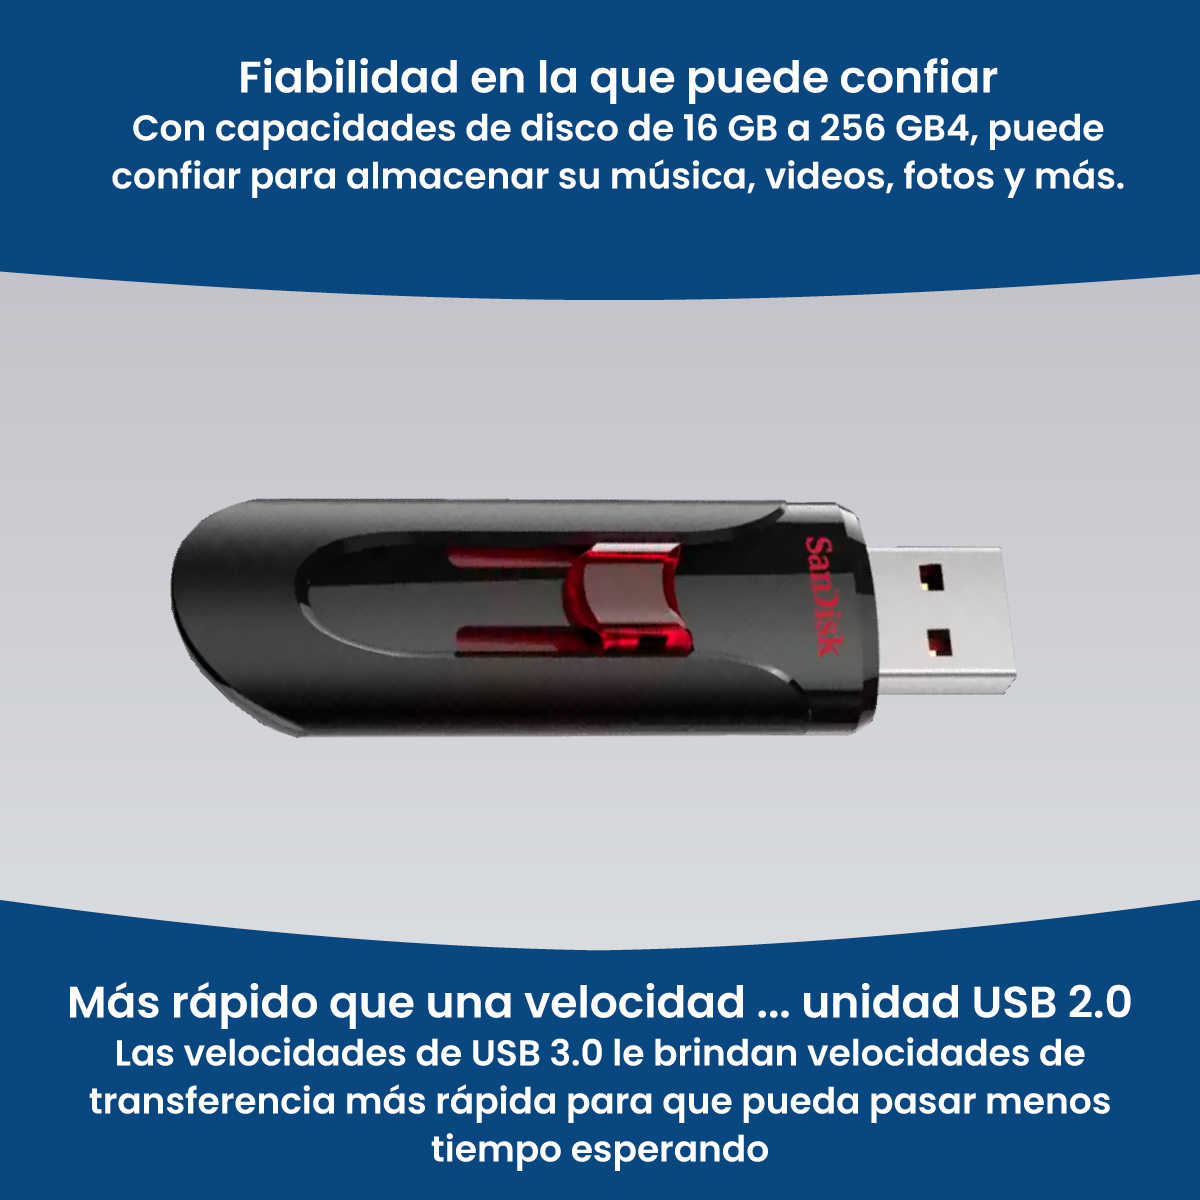 Fiabilidad en la que puede confiar
Con capacidades de disco de 16 GB a 256 GB4, puede
confiar para almacenar su música, videos, fotos y más.
SanDisk
Más rápido que una velocidad ... unidad USB 2.0
Las velocidades de USB 3.0 le brindan velocidades de
transferencia más rápida para que pueda pasar menos
tiempo esperando